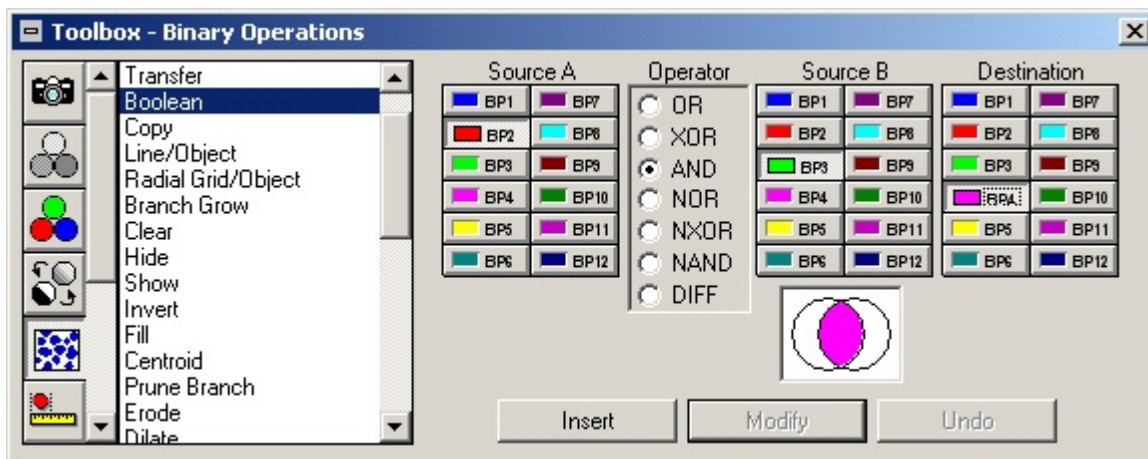 Toolbox - Binary Operations
Transfer
Boolean
Copy
Line/Object
Radial Grid/Object
Branch Grow
Clear
Hide
Show
Invert
Fill
Centroid
Prune Branch
Erode
Dilate
Source A
BP1 BP7
BP2 BP8
BP3 BP9
BP4 BP10
BP5 BP11
BP6 BP12
Operator
OR
XOR
AND
NOR
NXOR
NAND
DIFF
Source B
BP1 BP7
BP2 BP8
BP3 BP9
BP4 BP10
BP5 BP11
BP6 BP12
Destination
BP1 BP7
BP2 BP8
BP3 BP9
BP4 BP10
BP5 BP11
BP6 BP12
Insert Modify Undo